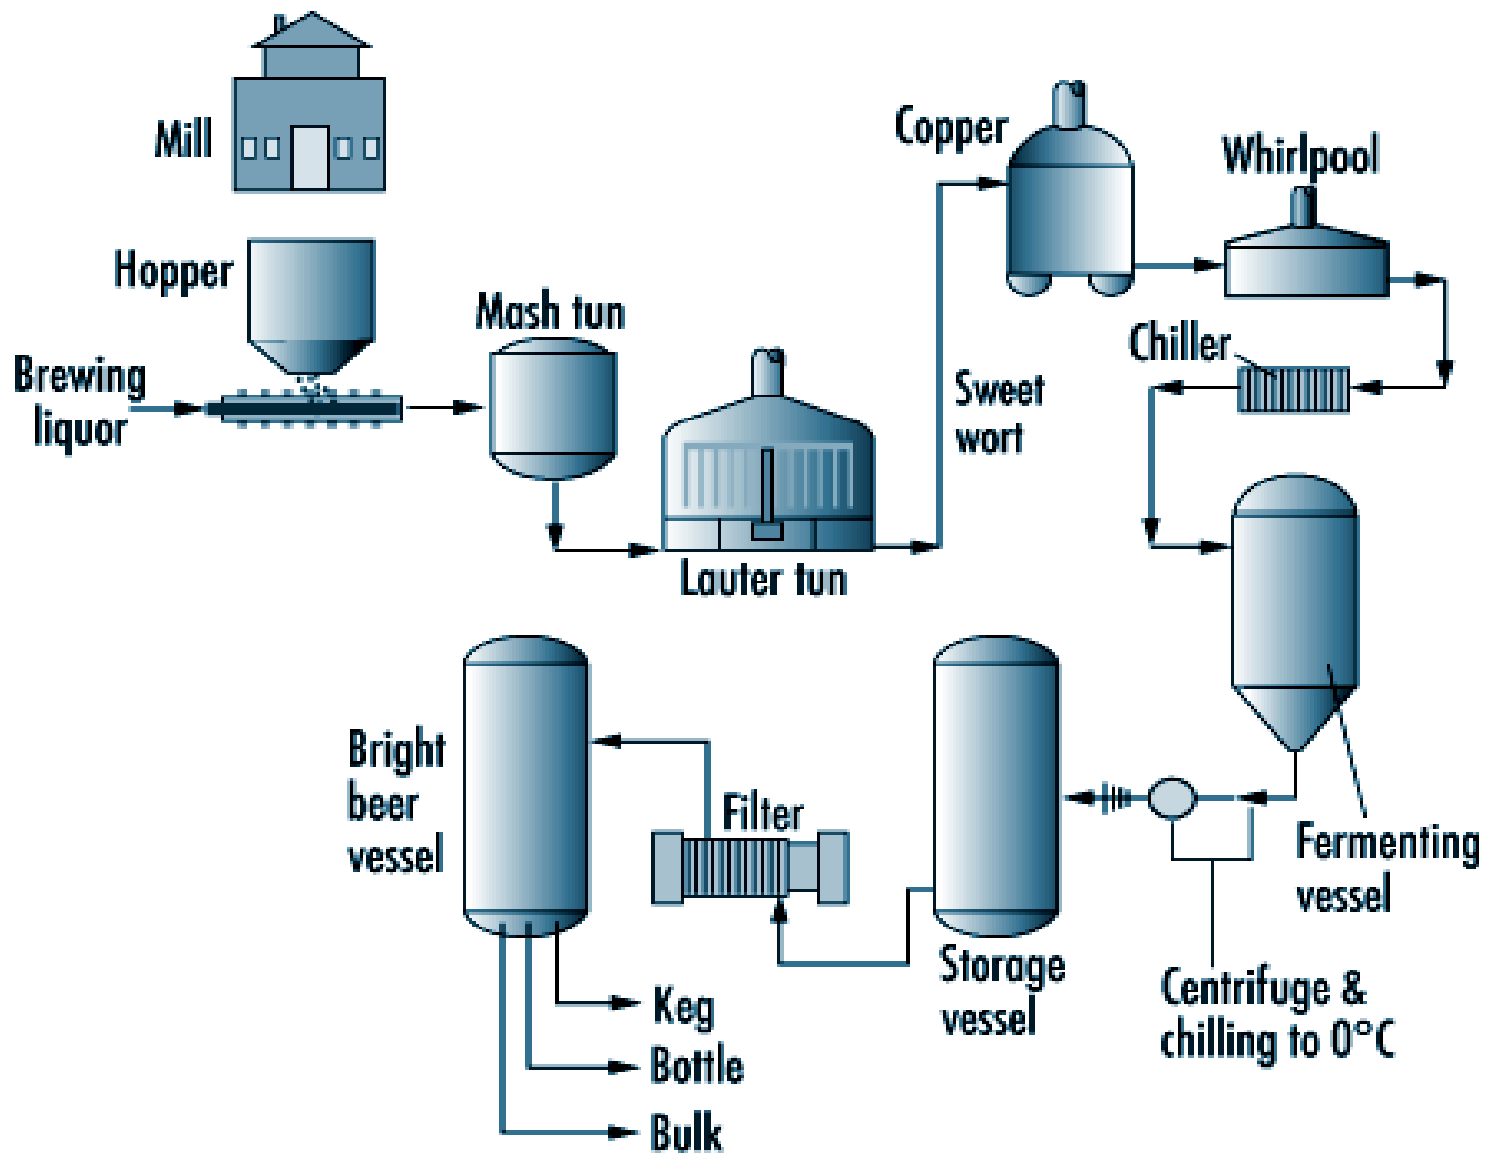 Mill
Copper
Whirlpool
Hopper
Mash tun
Chiller
Brewing
liquor
Sweet
wort
Lauter tun
Bright
beer
vessel
Filter
Fermenting
vessel
Storage
vessel
Centrifuge &
chilling to 0°C
Keg
Bottle
Bulk